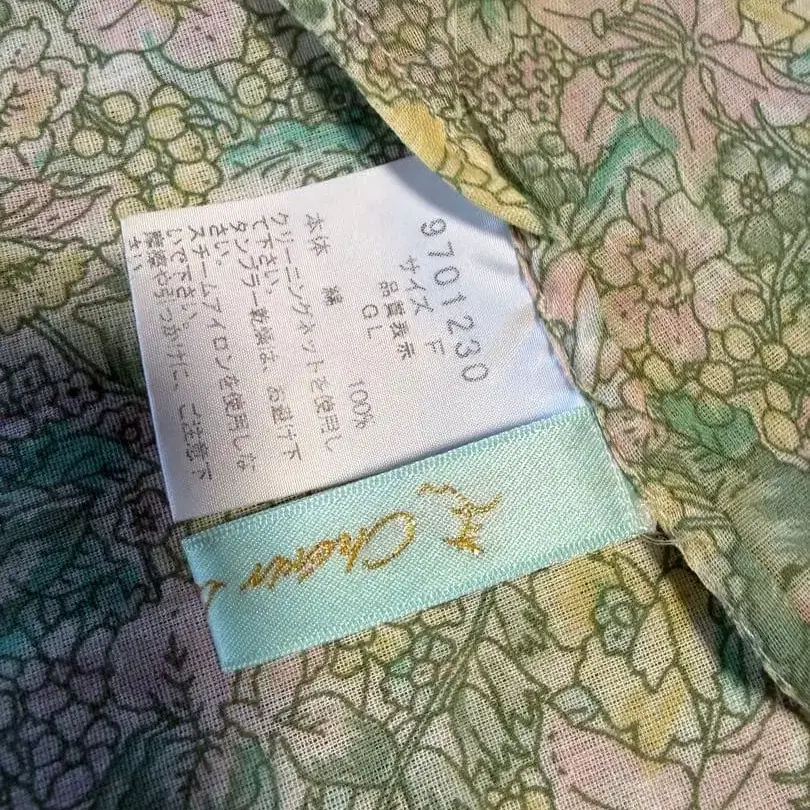 9701230
サイズ F
品質表示
GL
本体 綿 100%
クリーニングネットを使用し
て下さい。
タンブラー乾燥は、お避け下
さい。
スチームアイロンを使用しな
いで下さい。
摩擦や引っかけに、ご注意下
さい